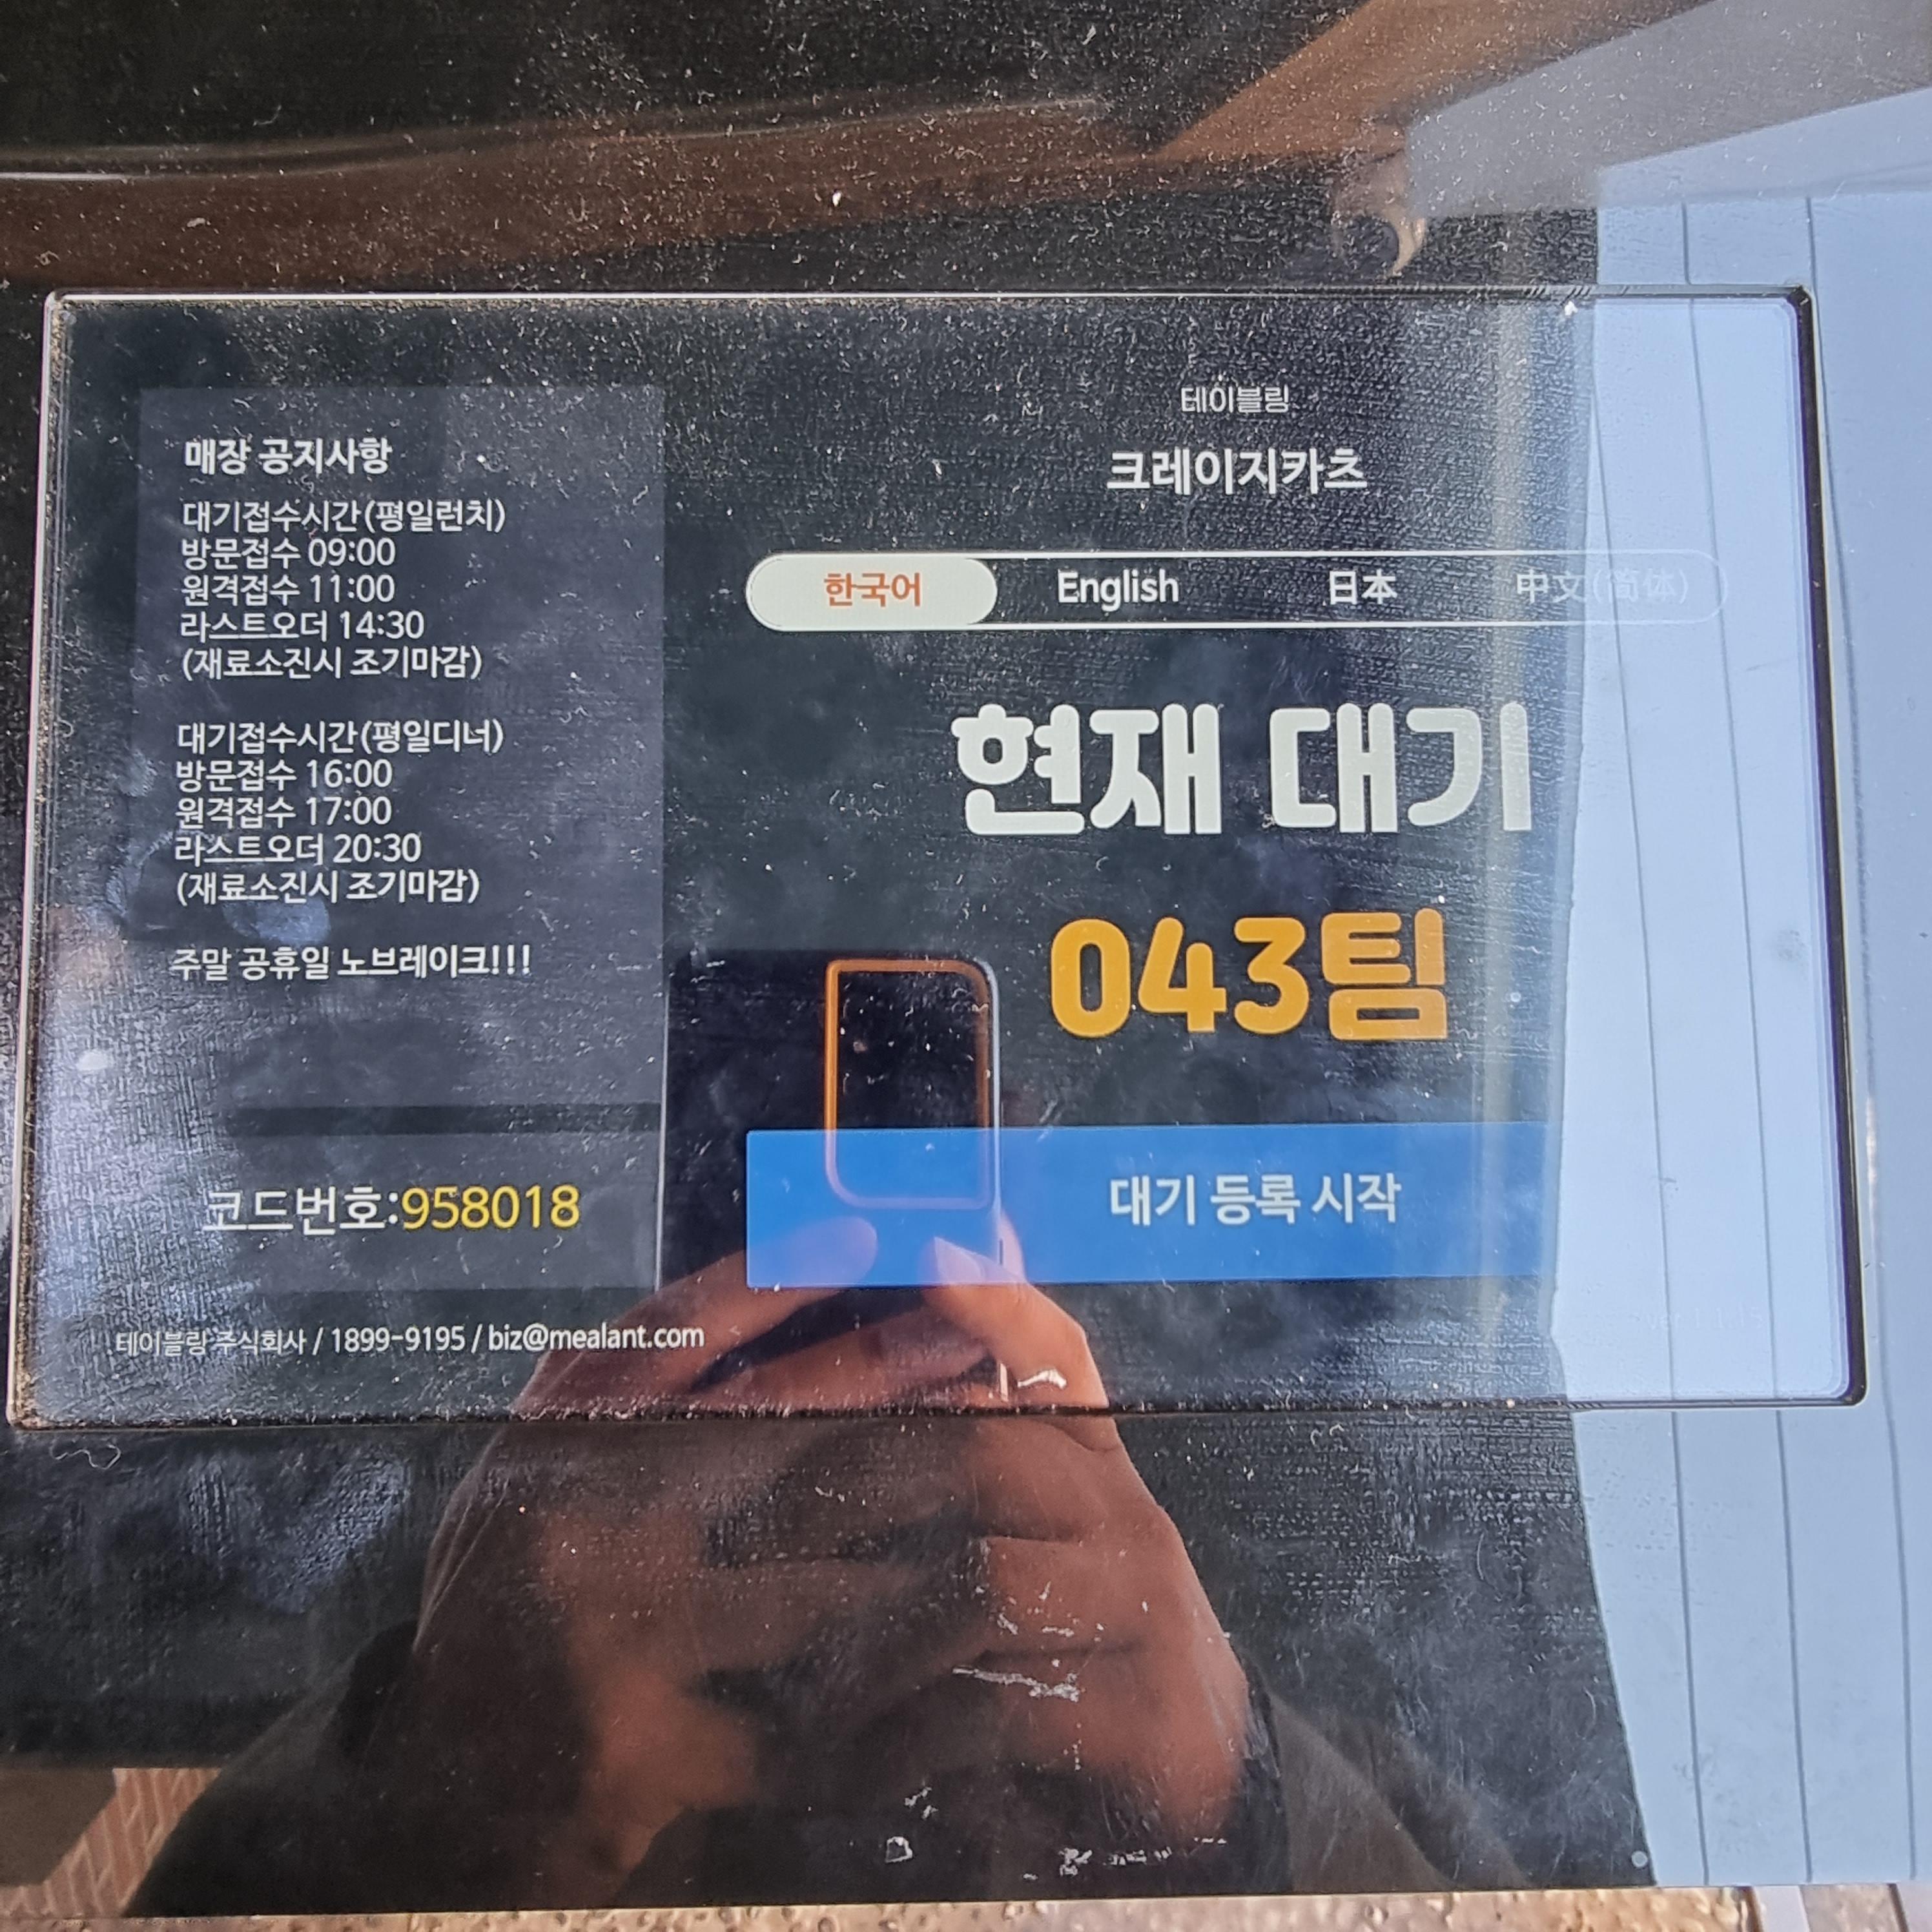 테이블링
크레이지카츠
한국어 English 日本 中文(简体)
매장 공지사항
대기접수시간(평일런치)
방문접수 09:00
원격접수 11:00
라스트오더 14:30
(재료소진시 조기마감)
대기접수시간(평일디너)
방문접수 16:00
원격접수 17:00
라스트오더 20:30
(재료소진시 조기마감)
주말 공휴일 노브레이크!!!
현재 대기
043팀
코드번호:958018
대기 등록 시작
테이블링 주식회사 / 1899-9195 / biz@mealant.com